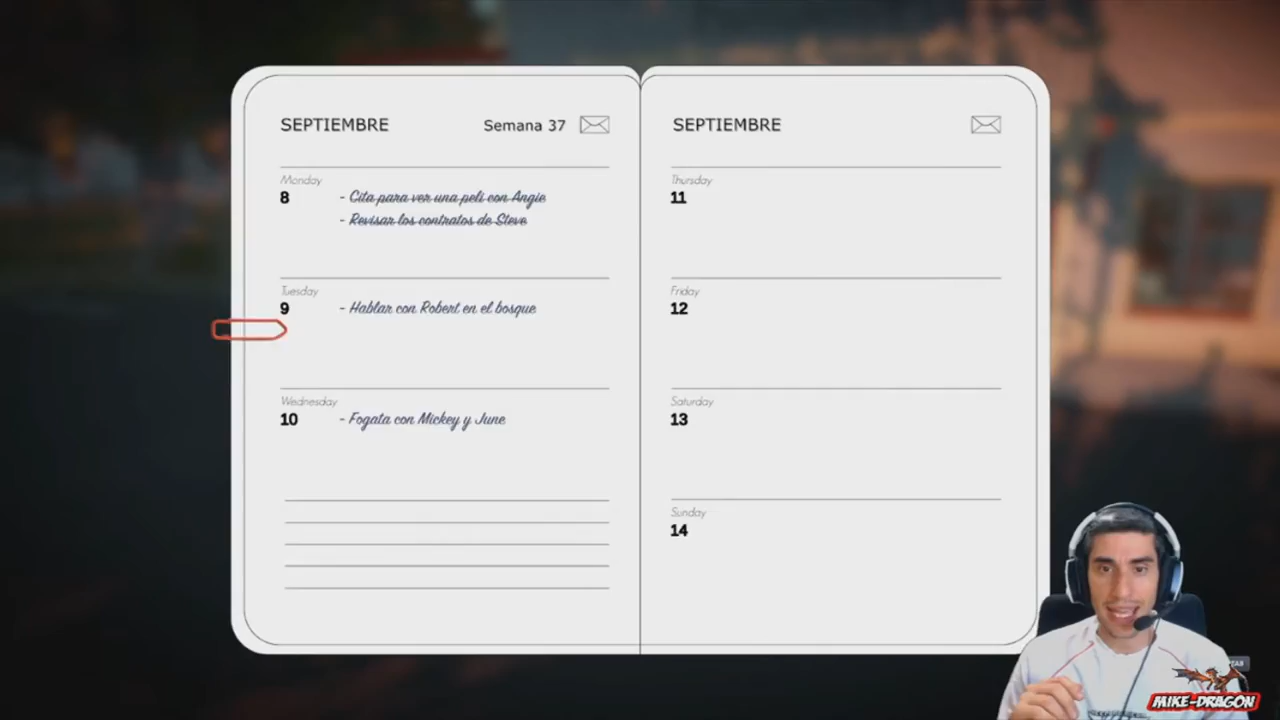 SEPTIEMBRE
Semana 37
Monday
8
- Cita para ver una peli con Angie
- Revisar los contratos de Steve
Tuesday
9
- Hablar con Robert en el bosque
Wednesday
10
- Fogata con Mickey y June
SEPTIEMBRE
Thursday
11
Friday
12
Saturday
13
Sunday
14
MIKE-DRAGON